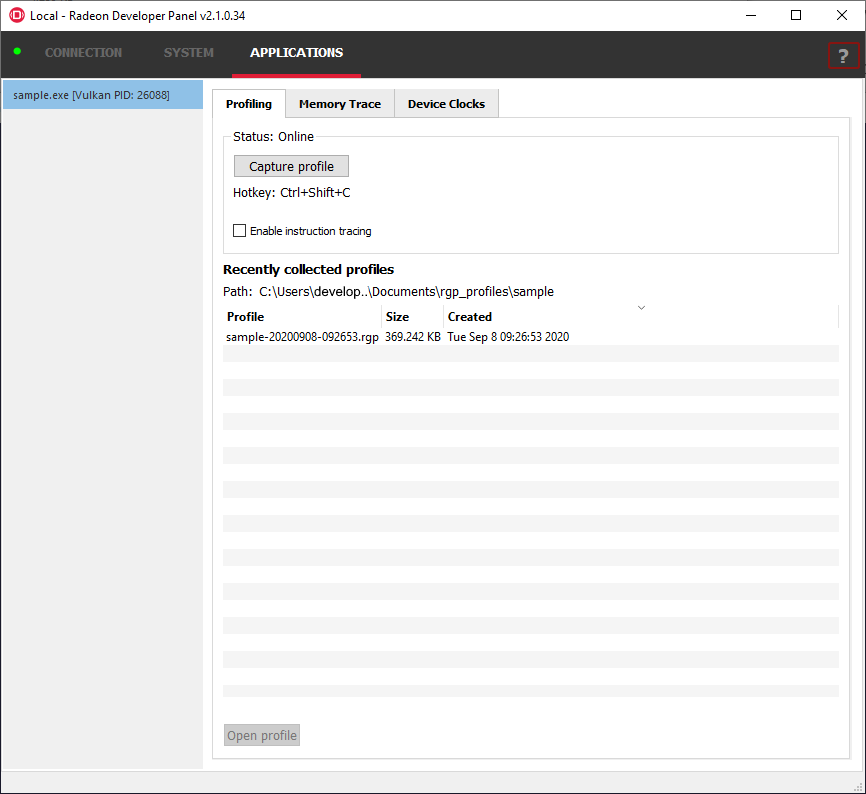 Local - Radeon Developer Panel v2.1.0.34
CONNECTION SYSTEM APPLICATIONS ?
sample.exe [Vulkan PID: 26088]
Profiling Memory Trace Device Clocks
Status: Online
Capture profile
Hotkey: Ctrl+Shift+C
Enable instruction tracing
Recently collected profiles
Path: C:\Users\develop..\Documents\rgp_profiles\sample
Profile Size Created
sample-20200908-092653.rgp 369.242 KB Tue Sep 8 09:26:53 2020
Open profile